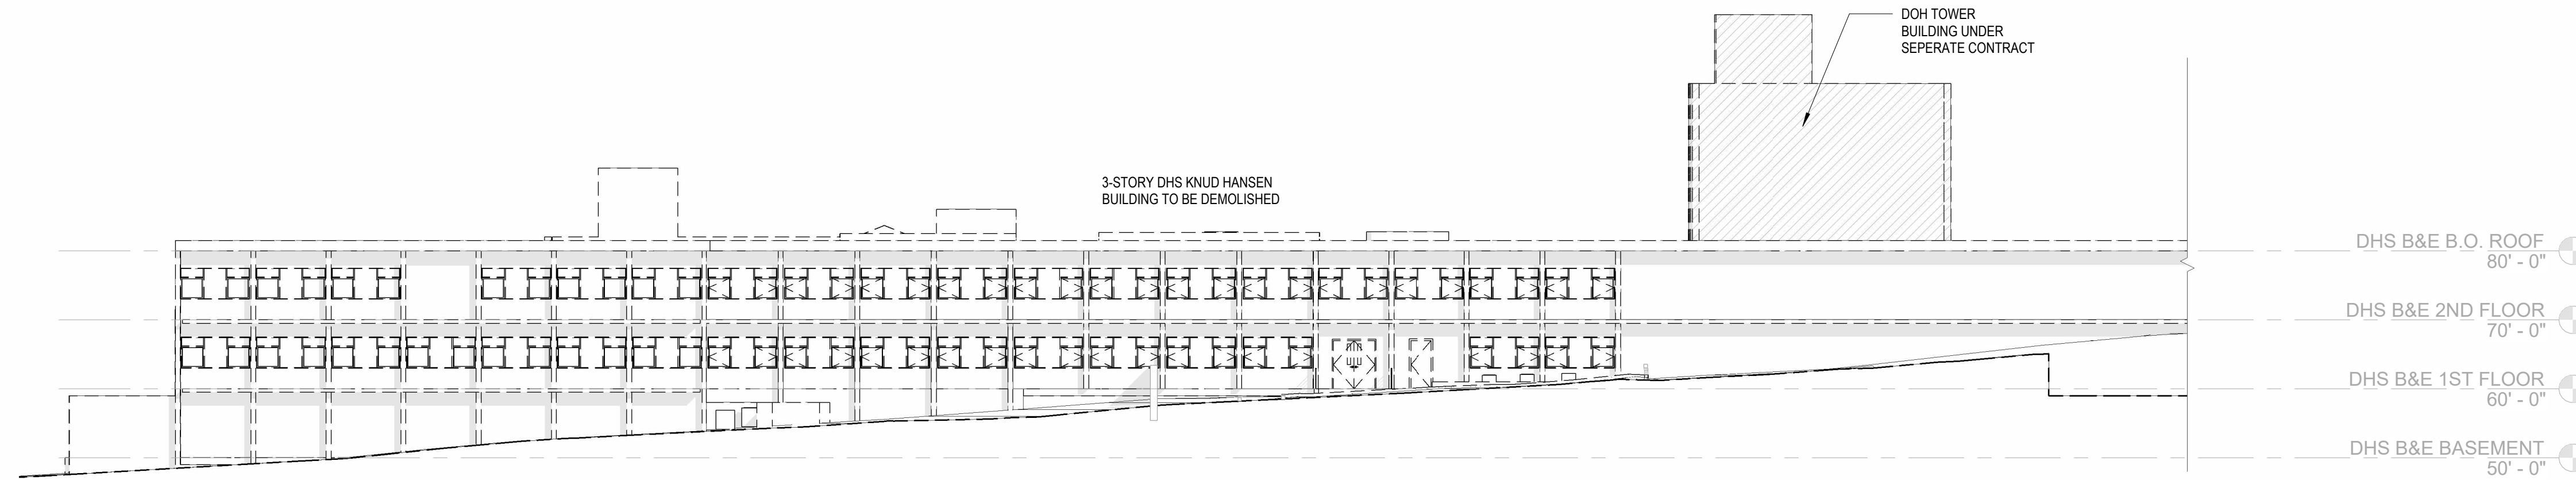 DOH TOWER
BUILDING UNDER
SEPERATE CONTRACT
3-STORY DHS KNUD HANSEN
BUILDING TO BE DEMOLISHED
DHS B&E B.O. ROOF
80' - 0"
DHS B&E 2ND FLOOR
70' - 0"
DHS B&E 1ST FLOOR
60' - 0"
DHS B&E BASEMENT
50' - 0"